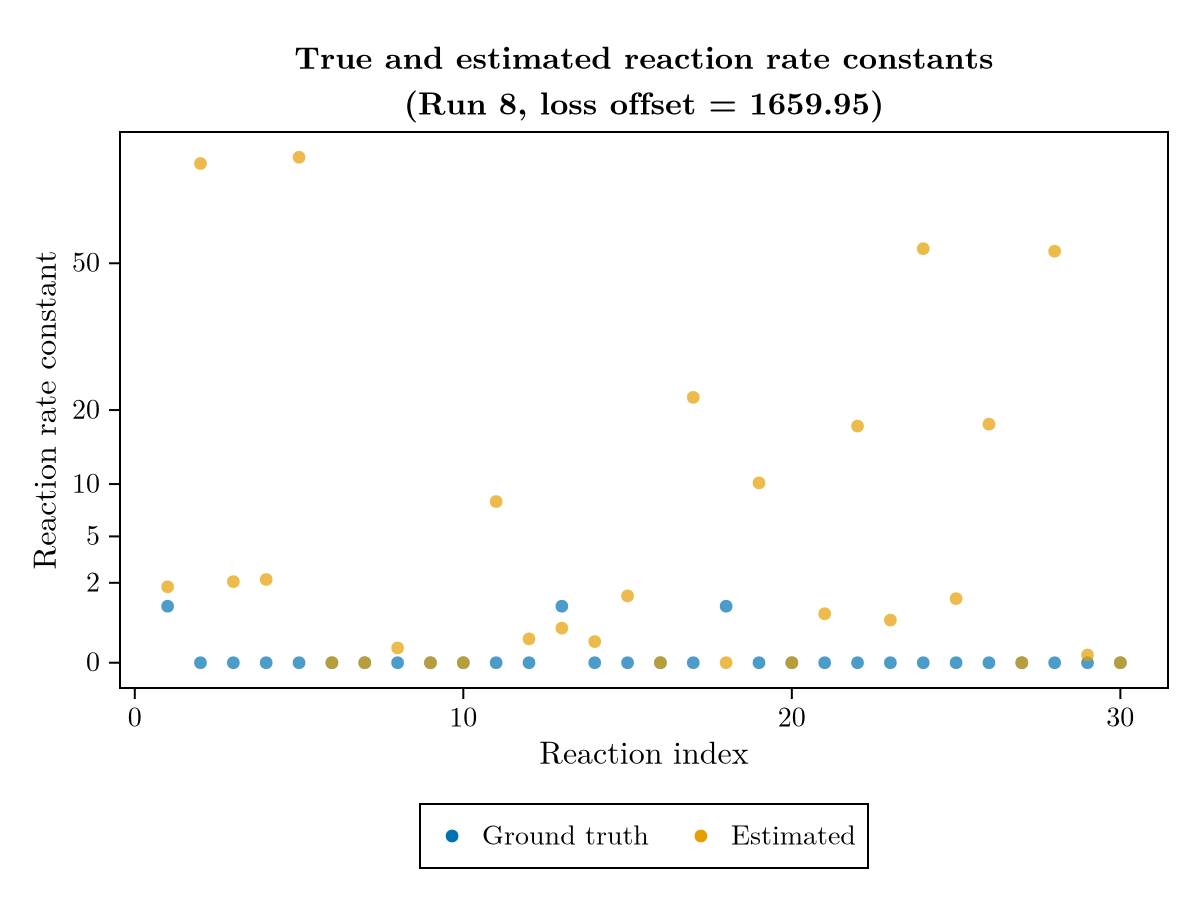 True and estimated reaction rate constants
(Run 8, loss offset = 1659.95)
Reaction rate constant
50
20
10
5
2
0
0 10 20 30
Reaction index
Ground truth Estimated